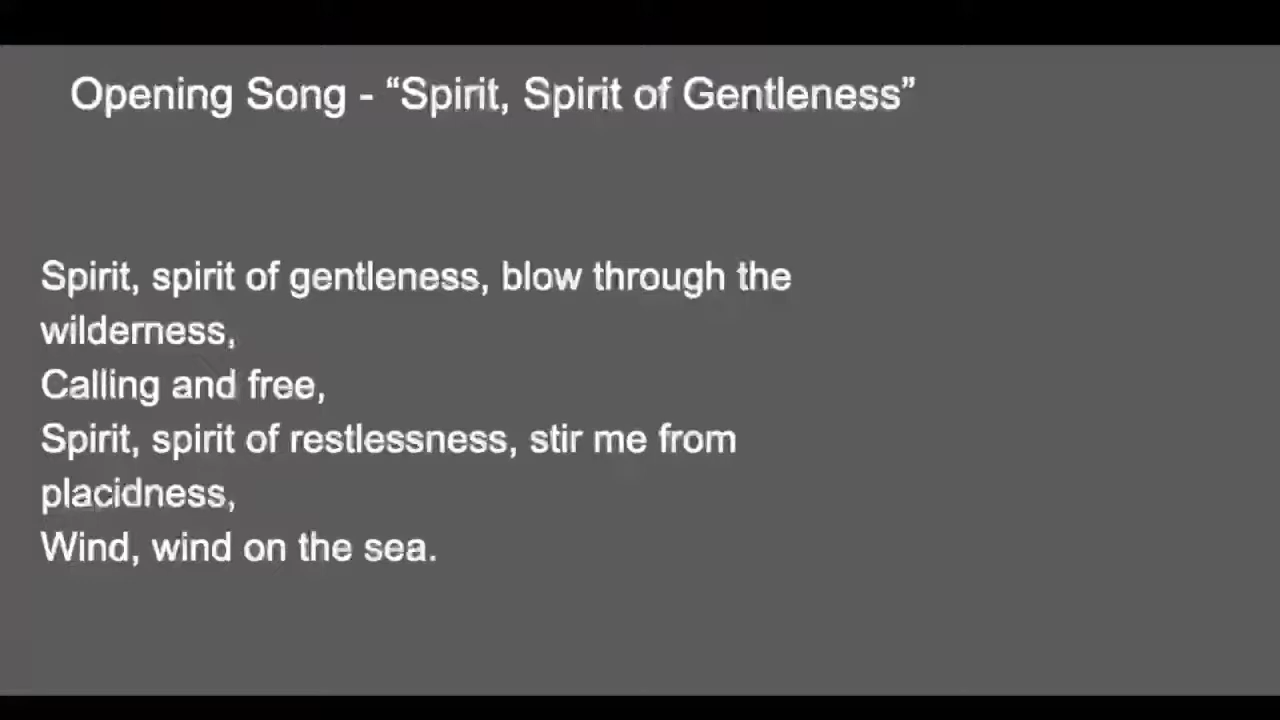 Opening Song - “Spirit, Spirit of Gentleness”
Spirit, spirit of gentleness, blow through the
wilderness,
Calling and free,
Spirit, spirit of restlessness, stir me from
placidness,
Wind, wind on the sea.